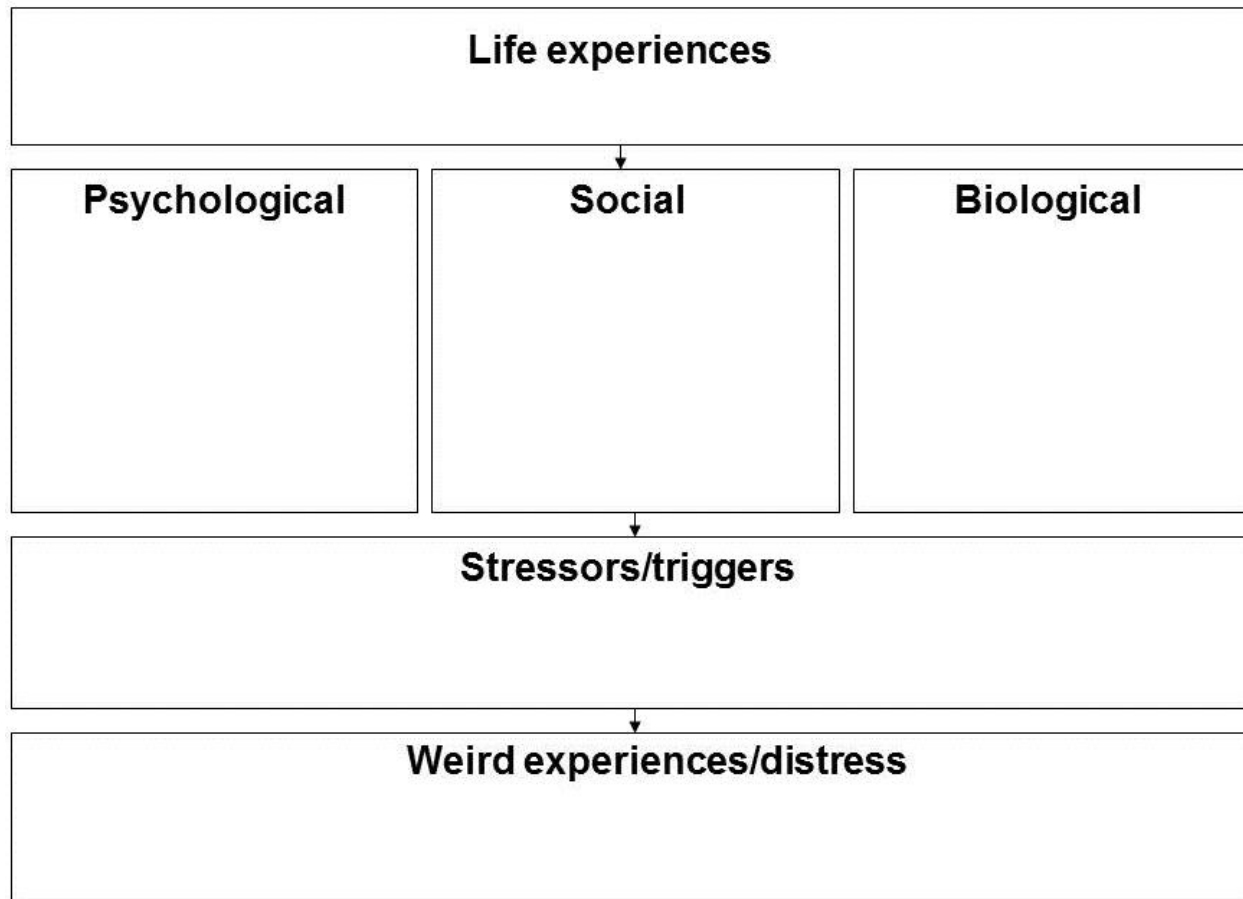 Life experiences
Psychological
Social
Biological
Stressors/triggers
Weird experiences/distress